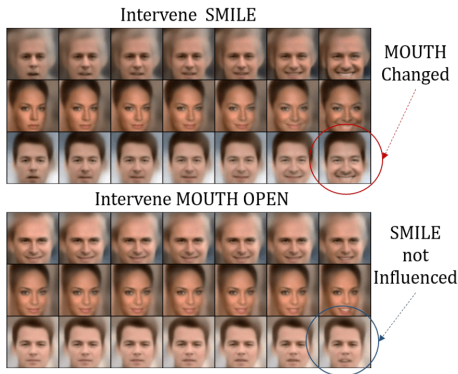 Intervene SMILE
MOUTH
Changed
Intervene MOUTH OPEN
SMILE
not
Influenced